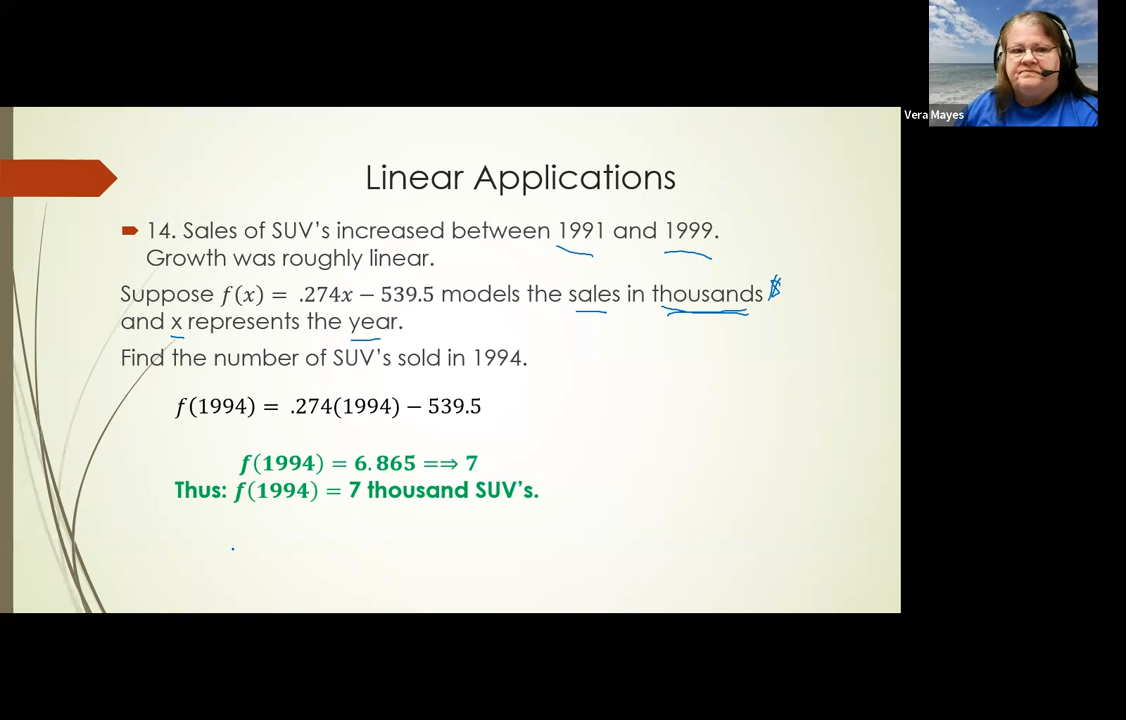 Vera Mayes
Linear Applications
14. Sales of SUV's increased between 1991 and 1999.
Growth was roughly linear.
Suppose f(x) = .274x − 539.5 models the sales in thousands $
and x represents the year.
Find the number of SUV's sold in 1994.
f(1994) = .274(1994) − 539.5
f(1994) = 6.865 ⟹ 7
Thus: f(1994) = 7 thousand SUV's.